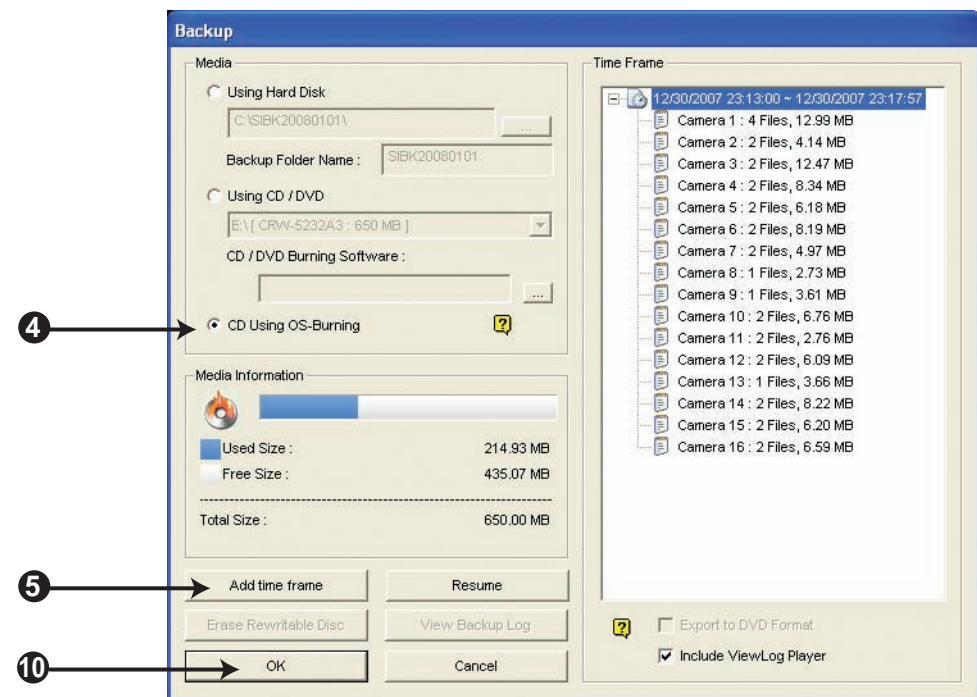 Backup
Media
Using Hard Disk
C:\SIBK20080101\
...
Backup Folder Name :
SIBK20080101
Using CD / DVD
E:\ [ CRW-5232A3 : 650 MB ]
CD / DVD Burning Software :
...
4
CD Using OS-Burning
?
Media Information
Used Size : 214.93 MB
Free Size : 435.07 MB
Total Size : 650.00 MB
5
Add time frame
Resume
Erase Rewritable Disc
View Backup Log
10
OK
Cancel
Time Frame
12/30/2007 23:13:00 ~ 12/30/2007 23:17:57
Camera 1 : 4 Files, 12.99 MB
Camera 2 : 2 Files, 4.14 MB
Camera 3 : 2 Files, 12.47 MB
Camera 4 : 2 Files, 8.34 MB
Camera 5 : 2 Files, 6.18 MB
Camera 6 : 2 Files, 8.19 MB
Camera 7 : 2 Files, 4.97 MB
Camera 8 : 1 Files, 2.73 MB
Camera 9 : 1 Files, 3.61 MB
Camera 10 : 2 Files, 6.76 MB
Camera 11 : 2 Files, 2.76 MB
Camera 12 : 2 Files, 6.09 MB
Camera 13 : 1 Files, 3.66 MB
Camera 14 : 2 Files, 8.22 MB
Camera 15 : 2 Files, 6.20 MB
Camera 16 : 2 Files, 6.59 MB
?
Export to DVD Format
Include ViewLog Player